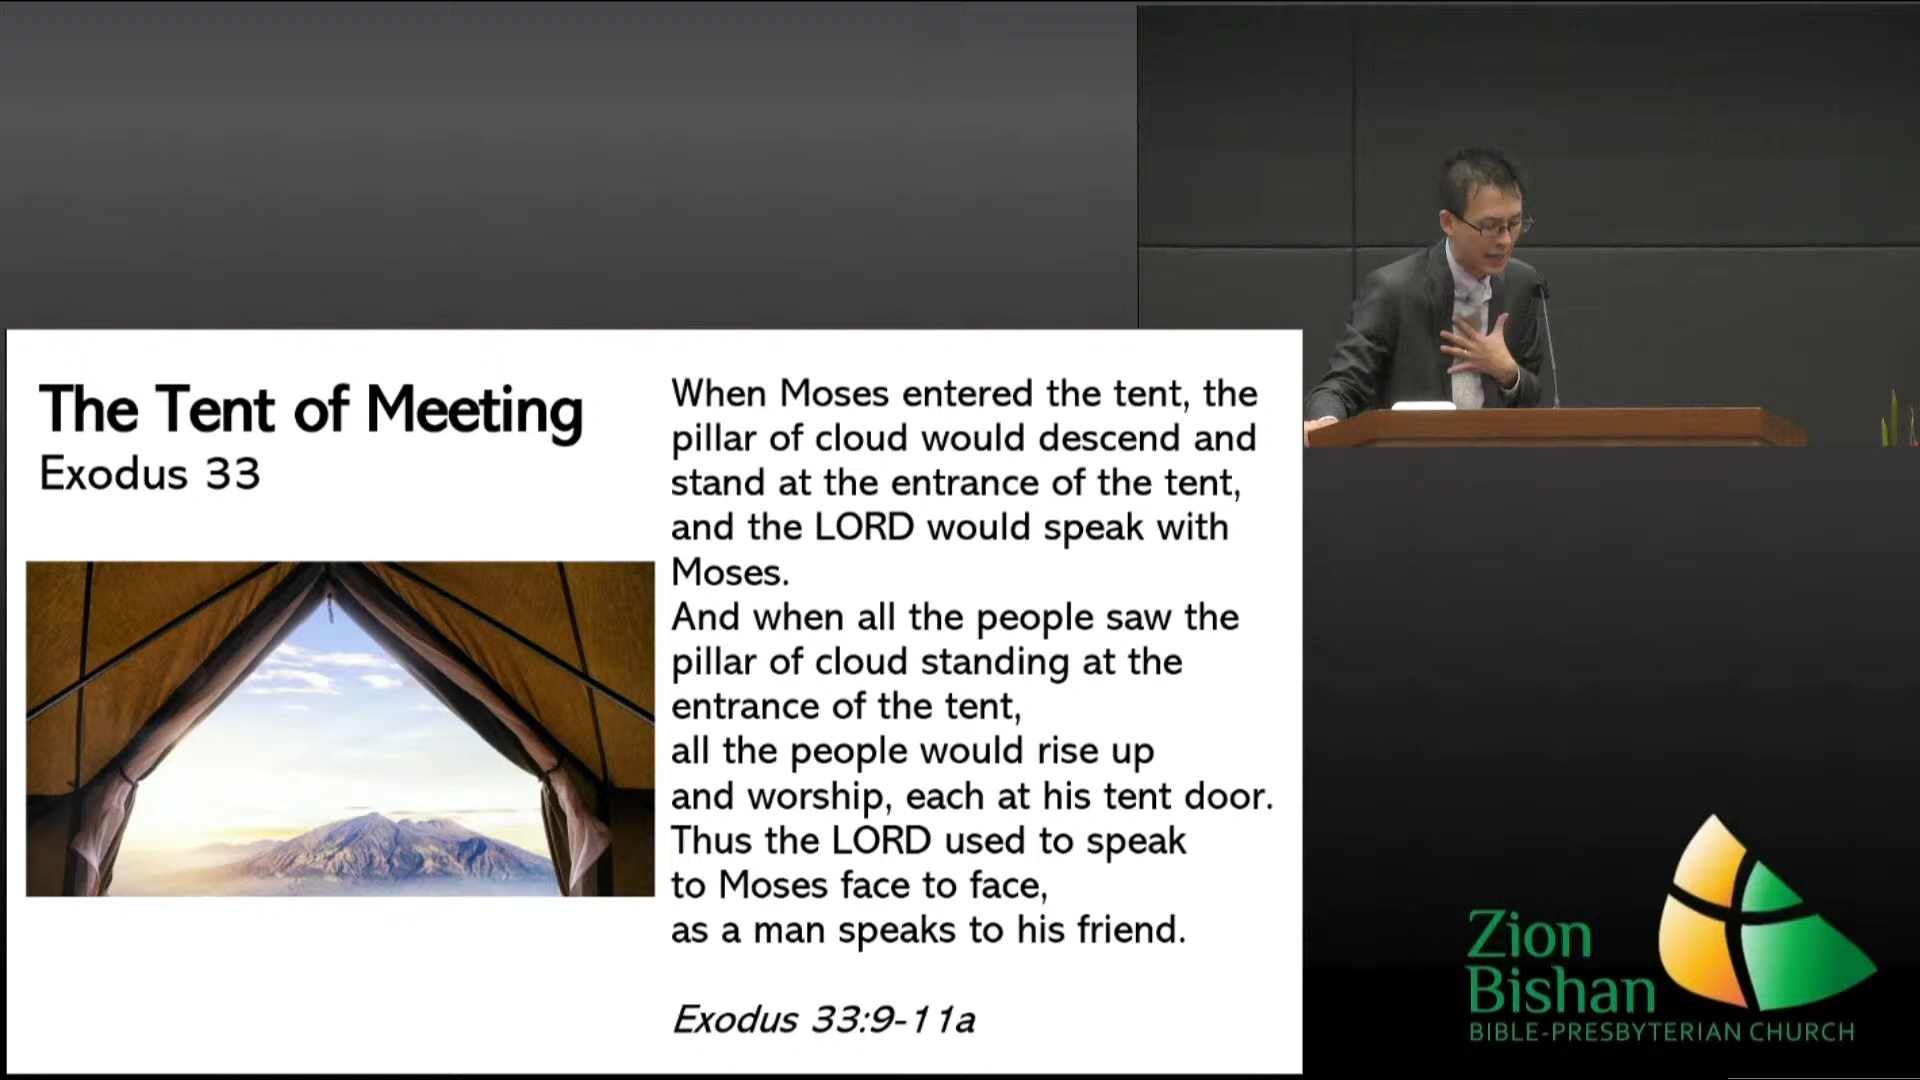 The Tent of Meeting
Exodus 33
When Moses entered the tent, the
pillar of cloud would descend and
stand at the entrance of the tent,
and the LORD would speak with
Moses.
And when all the people saw the
pillar of cloud standing at the
entrance of the tent,
all the people would rise up
and worship, each at his tent door.
Thus the LORD used to speak
to Moses face to face,
as a man speaks to his friend.
Exodus 33:9-11a
Zion
Bishan
BIBLE-PRESBYTERIAN CHURCH